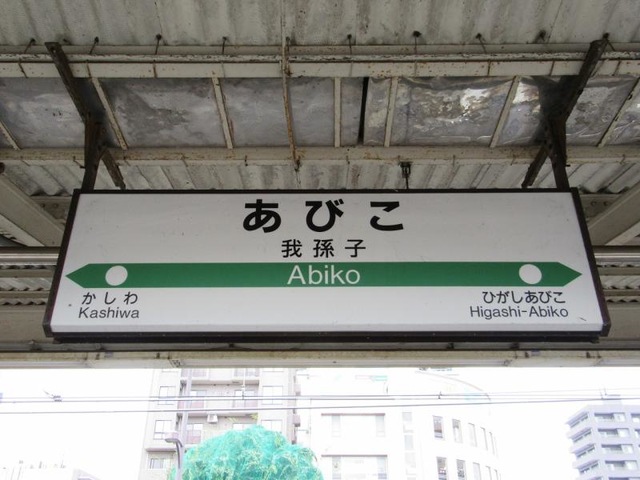 あびこ
我孫子
Abiko
かしわ
Kashiwa
ひがしあびこ
Higashi-Abiko